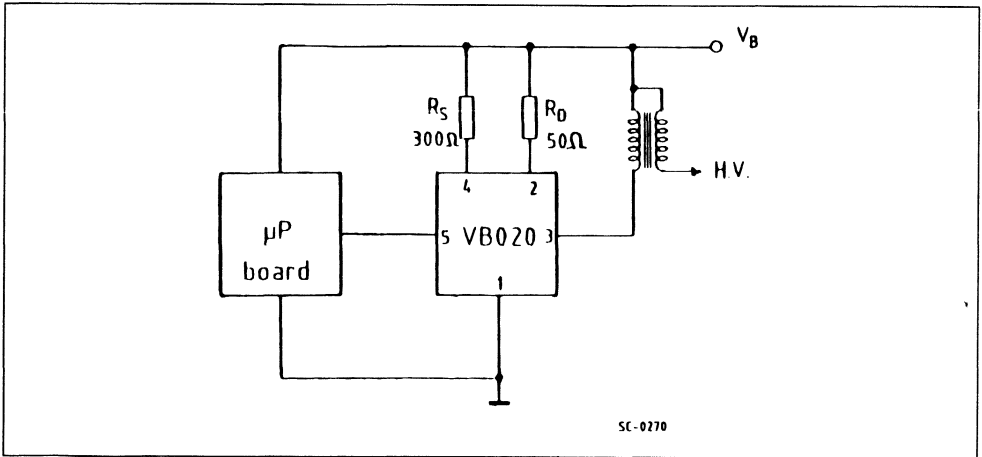 V_B
R_S
300Ω
R_D
50Ω
H.V.
4 2
µP
board
5 VB020 3
1
SC-0270